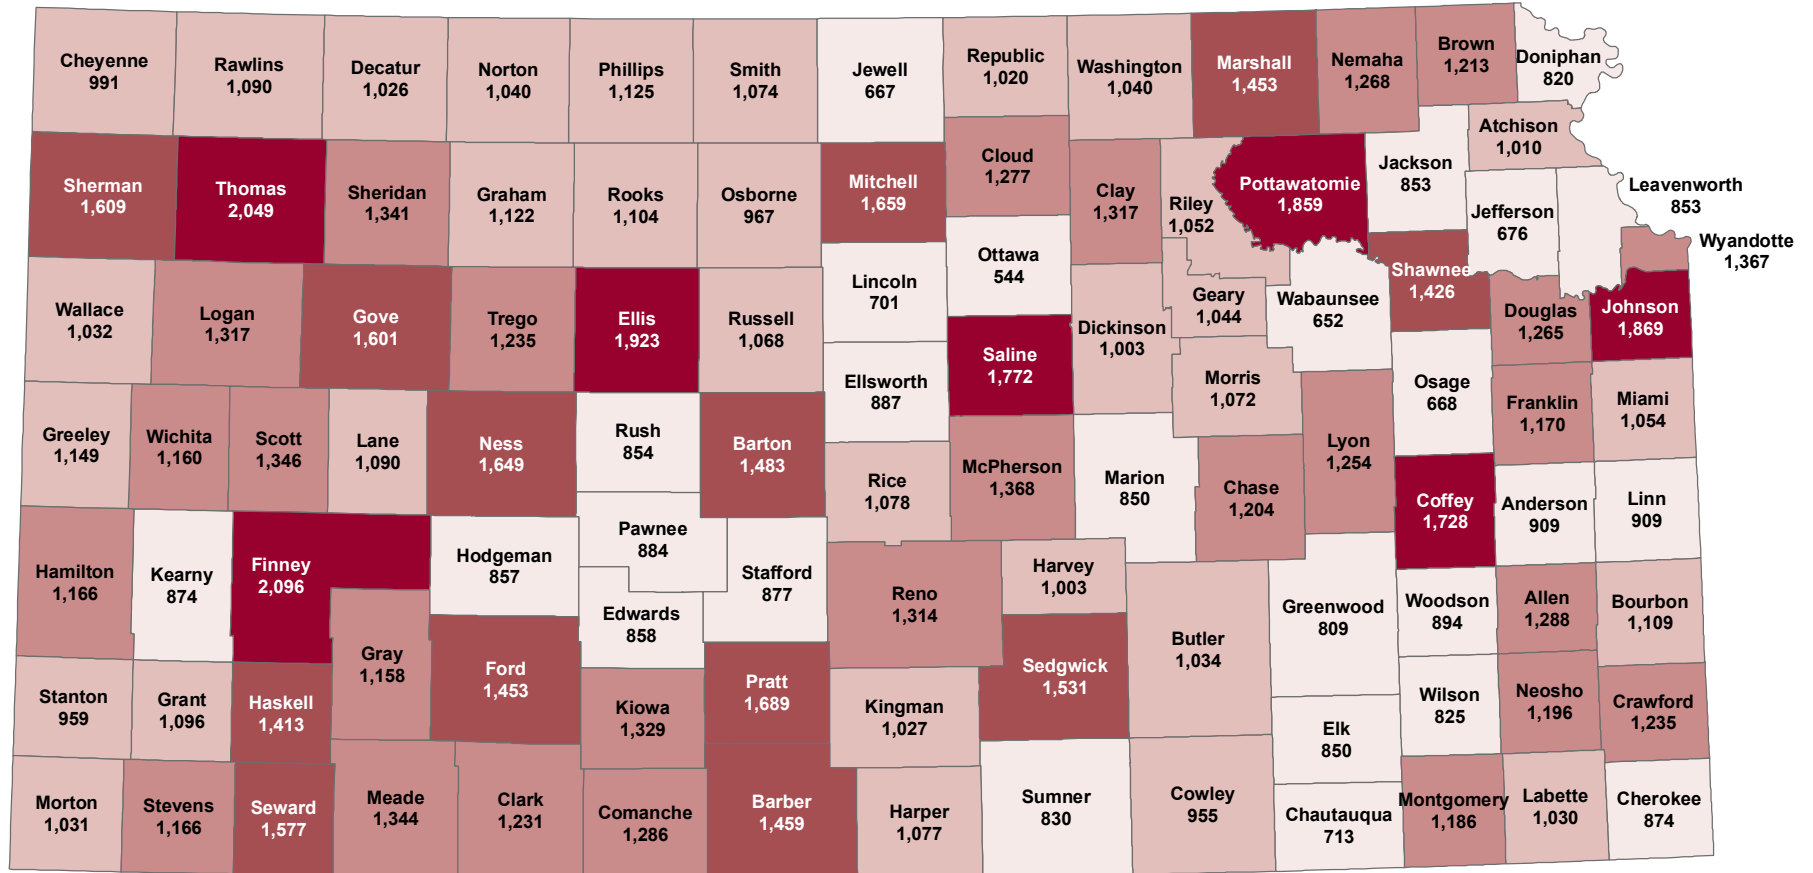 Cheyenne
991
Rawlins
1,090
Decatur
1,026
Norton
1,040
Phillips
1,125
Smith
1,074
Jewell
667
Republic
1,020
Washington
1,040
Marshall
1,453
Nemaha
1,268
Brown
1,213
Doniphan
820
Sherman
1,609
Thomas
2,049
Sheridan
1,341
Graham
1,122
Rooks
1,104
Osborne
967
Mitchell
1,659
Cloud
1,277
Clay
1,317
Riley
1,052
Pottawatomie
1,859
Jackson
853
Atchison
1,010
Jefferson
676
Leavenworth
853
Wyandotte
1,367
Wallace
1,032
Logan
1,317
Gove
1,601
Trego
1,235
Ellis
1,923
Russell
1,068
Lincoln
701
Ottawa
544
Saline
1,772
Dickinson
1,003
Geary
1,044
Wabaunsee
652
Shawnee
1,426
Douglas
1,265
Johnson
1,869
Greeley
1,149
Wichita
1,160
Scott
1,346
Lane
1,090
Ness
1,649
Rush
854
Barton
1,483
Ellsworth
887
Rice
1,078
McPherson
1,368
Marion
850
Morris
1,072
Chase
1,204
Lyon
1,254
Osage
668
Franklin
1,170
Miami
1,054
Coffey
1,728
Anderson
909
Linn
909
Hamilton
1,166
Kearny
874
Finney
2,096
Hodgeman
857
Pawnee
884
Edwards
858
Stafford
877
Reno
1,314
Harvey
1,003
Butler
1,034
Greenwood
809
Woodson
894
Allen
1,288
Bourbon
1,109
Stanton
959
Grant
1,096
Haskell
1,413
Gray
1,158
Ford
1,453
Kiowa
1,329
Pratt
1,689
Kingman
1,027
Sedgwick
1,531
Elk
850
Wilson
825
Neosho
1,196
Crawford
1,235
Morton
1,031
Stevens
1,166
Seward
1,577
Meade
1,344
Clark
1,231
Comanche
1,286
Barber
1,459
Harper
1,077
Sumner
830
Cowley
955
Chautauqua
713
Montgomery
1,186
Labette
1,030
Cherokee
874